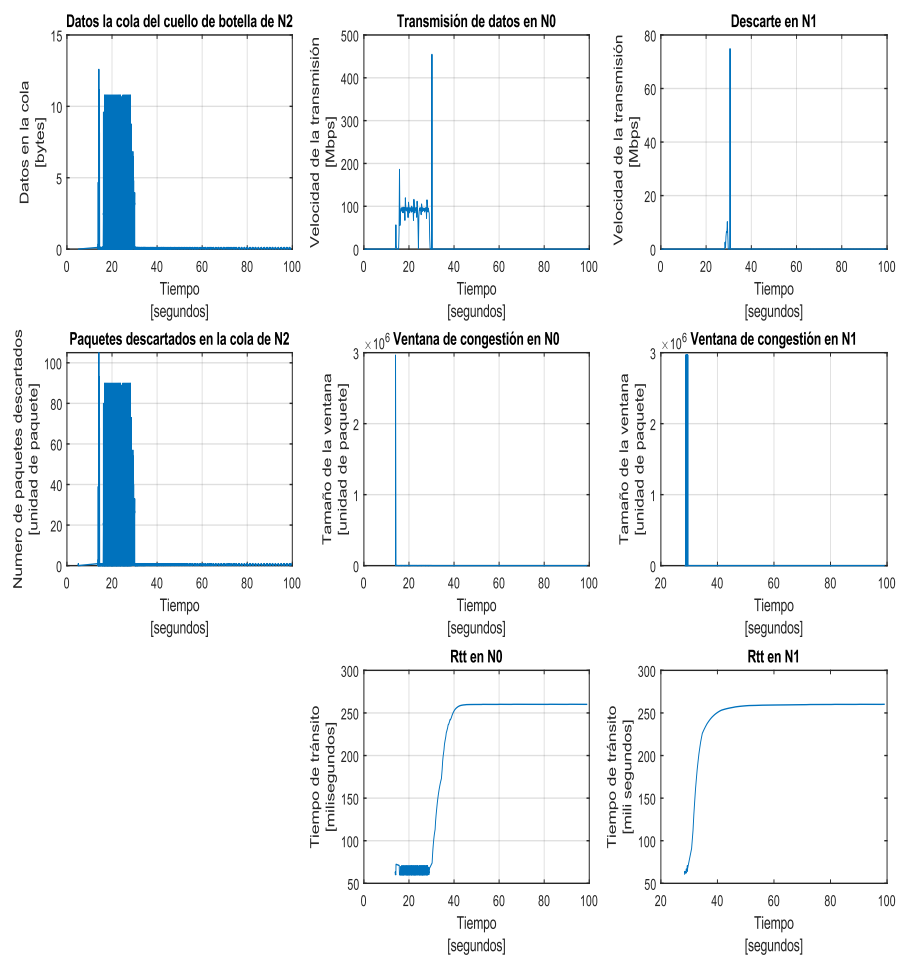 Datos la cola del cuello de botella de N2
15
10
5
0
Datos en la cola
[bytes]
0 20 40 60 80 100
Tiempo
[segundos]
Transmisión de datos en N0
500
400
300
200
100
0
Velocidad de la transmisión
[Mbps]
0 20 40 60 80 100
Tiempo
[segundos]
Descarte en N1
80
60
40
20
0
Velocidad de la tranmisión
[Mbps]
0 20 40 60 80 100
Tiempo
[segundos]
Paquetes descartados en la cola de N2
100
80
60
40
20
0
Numero de paquetes descartados
[unidad de paquete]
0 20 40 60 80 100
Tiempo
[segundos]
×10⁶ Ventana de congestión en N0
3
2
1
0
Tamaño de la ventana
[unidad de paquete]
0 20 40 60 80 100
Tiempo
[segundos]
×10⁶ Ventana de congestión en N1
3
2
1
0
Tamaño de la ventana
[unidad de paquete]
20 40 60 80 100
Tiempo
[segundos]
Rtt en N0
300
250
200
150
100
50
Tiempo de tránsito
[milisegundos]
0 20 40 60 80 100
Tiempo
[segundos]
Rtt en N1
300
250
200
150
100
50
Tiempo de tránsito
[mili segundos]
20 40 60 80 100
Tiempo
[segundos]